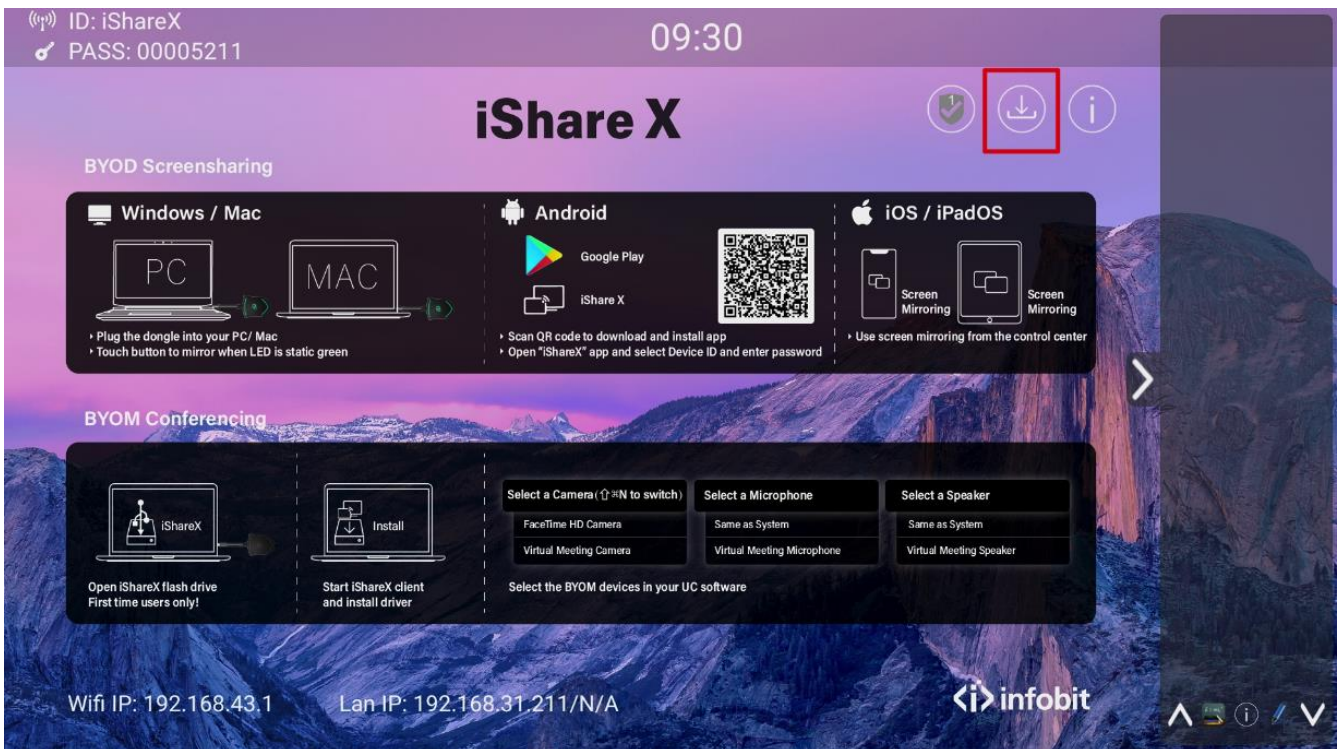 ID: iShareX
PASS: 00005211
09:30
iShare X
1
i
BYOD Screensharing
Windows / Mac
PC
MAC
‣ Plug the dongle into your PC/ Mac
‣ Touch button to mirror when LED is static green
Android
Google Play
iShare X
‣ Scan QR code to download and install app
‣ Open “iShareX” app and select Device ID and enter password
iOS / iPadOS
Screen
Mirroring
Screen
Mirroring
‣ Use screen mirroring from the control center
BYOM Conferencing
iShareX
Open iShareX flash drive
First time users only!
Install
Start iShareX client
and install driver
Select a Camera(⇧⌘N to switch)
FaceTime HD Camera
Virtual Meeting Camera
Select a Microphone
Same as System
Virtual Meeting Microphone
Select a Speaker
Same as System
Virtual Meeting Speaker
Select the BYOM devices in your UC software
Wifi IP: 192.168.43.1
Lan IP: 192.168.31.211/N/A
<i> infobit